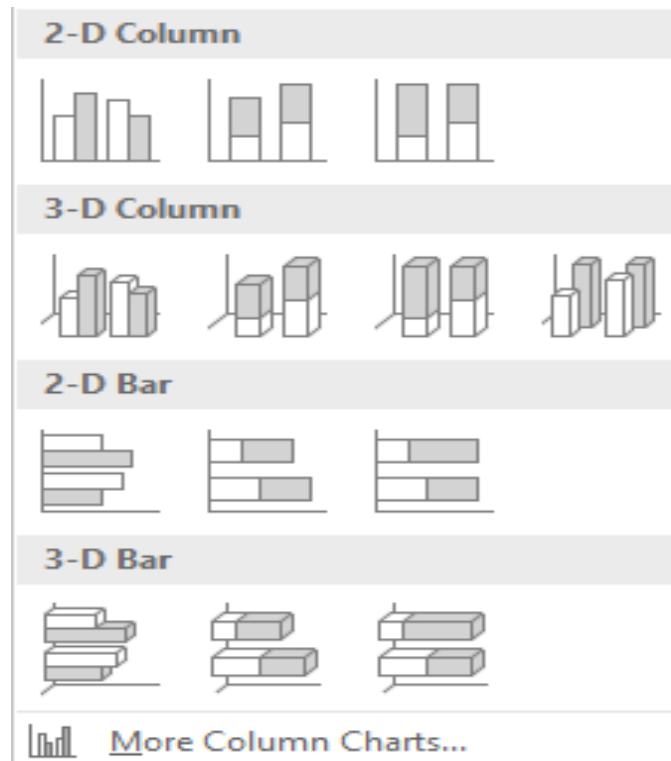 2-D Column
3-D Column
2-D Bar
3-D Bar
More Column Charts...